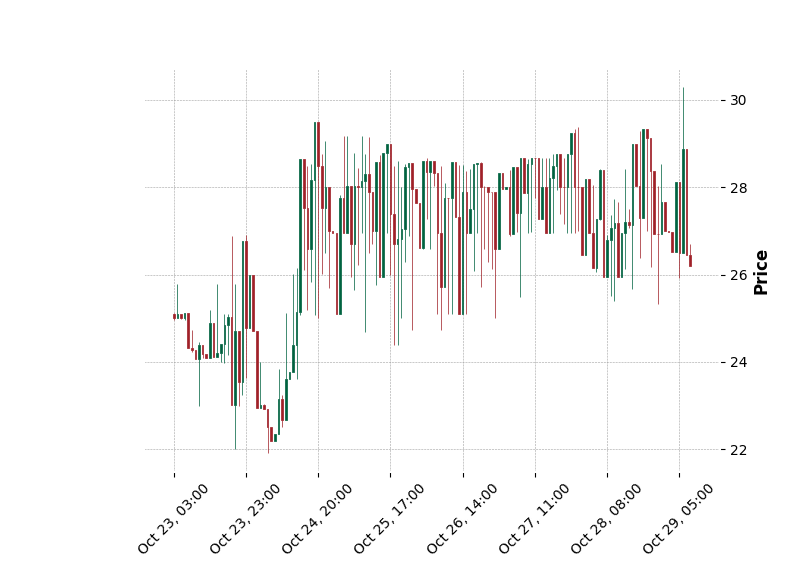 30
28
26
24
22
Price
Oct 23, 03:00
Oct 23, 23:00
Oct 24, 20:00
Oct 25, 17:00
Oct 26, 14:00
Oct 27, 11:00
Oct 28, 08:00
Oct 29, 05:00